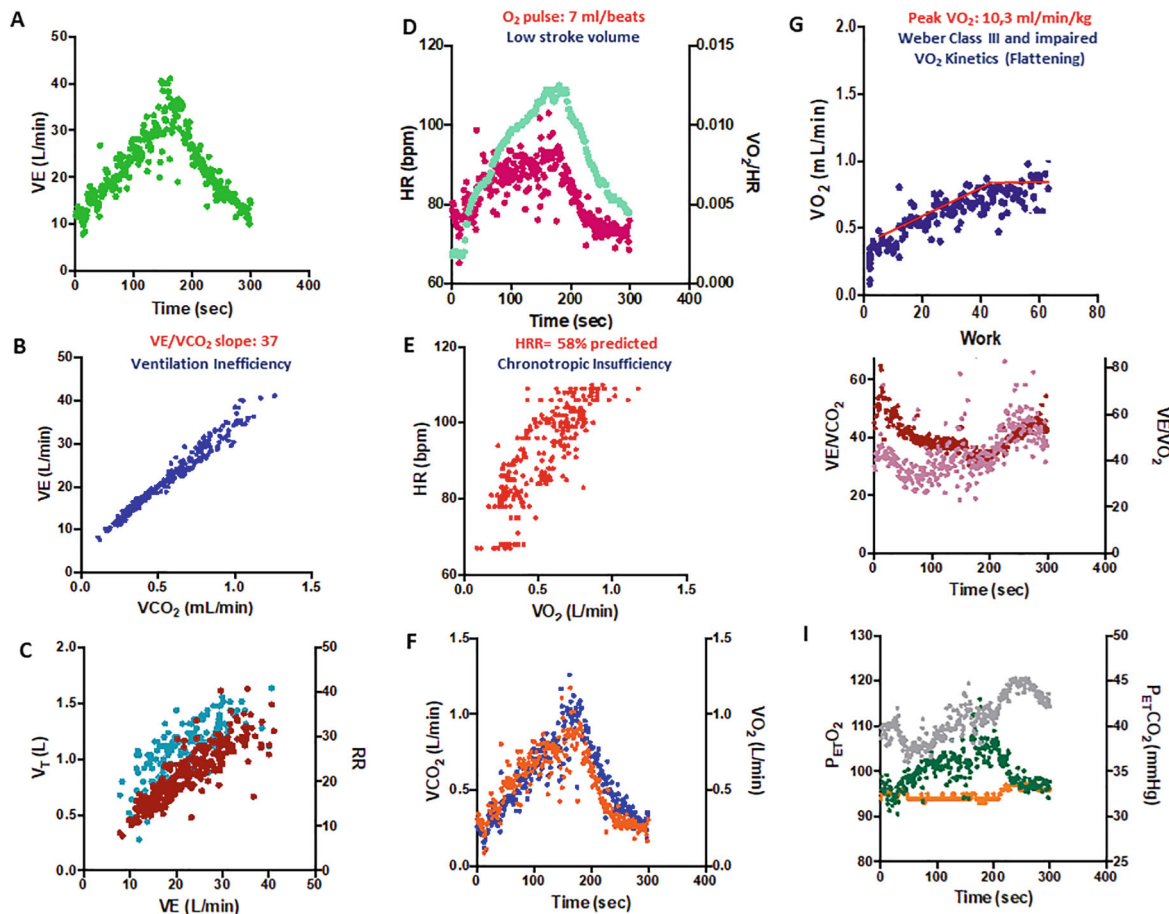 A
50
40
30
20
10
0
VE (L/min)
0 100 200 300 400
Time (sec)
B
VE/VCO2 slope: 37
Ventilation Inefficiency
50
40
30
20
10
0
VE (L/min)
0.0 0.5 1.0 1.5
VCO2 (mL/min)
C
2.0
1.5
1.0
0.5
0.0
VT (L)
50
40
30
20
10
0
RR
0 10 20 30 40 50
VE (L/min)
D
O2 pulse: 7 ml/beats
Low stroke volume
120
100
80
60
HR (bpm)
0.015
0.010
0.005
0.000
VO2/HR
0 100 200 300 400
Time (sec)
E
HRR= 58% predicted
Chronotropic Insufficiency
120
100
80
60
HR (bpm)
0.0 0.5 1.0 1.5
VO2 (L/min)
F
1.5
1.0
0.5
0.0
VCO2 (L/min)
1.5
1.0
0.5
0.0
VO2 (L/min)
0 100 200 300 400
Time (sec)
G
Peak VO2: 10,3 ml/min/kg
Weber Class III and impaired
VO2 Kinetics (Flattening)
2.0
1.5
1.0
0.5
0.0
VO2 (mL/min)
0 20 40 60 80
Work
60
40
20
VE/VCO2
80
60
40
20
0
VE/VO2
0 100 200 300 400
Time (sec)
I
130
120
110
100
90
80
PETO2
50
45
40
35
30
25
PETCO2 (mmHg)
0 100 200 300 400
Time (sec)